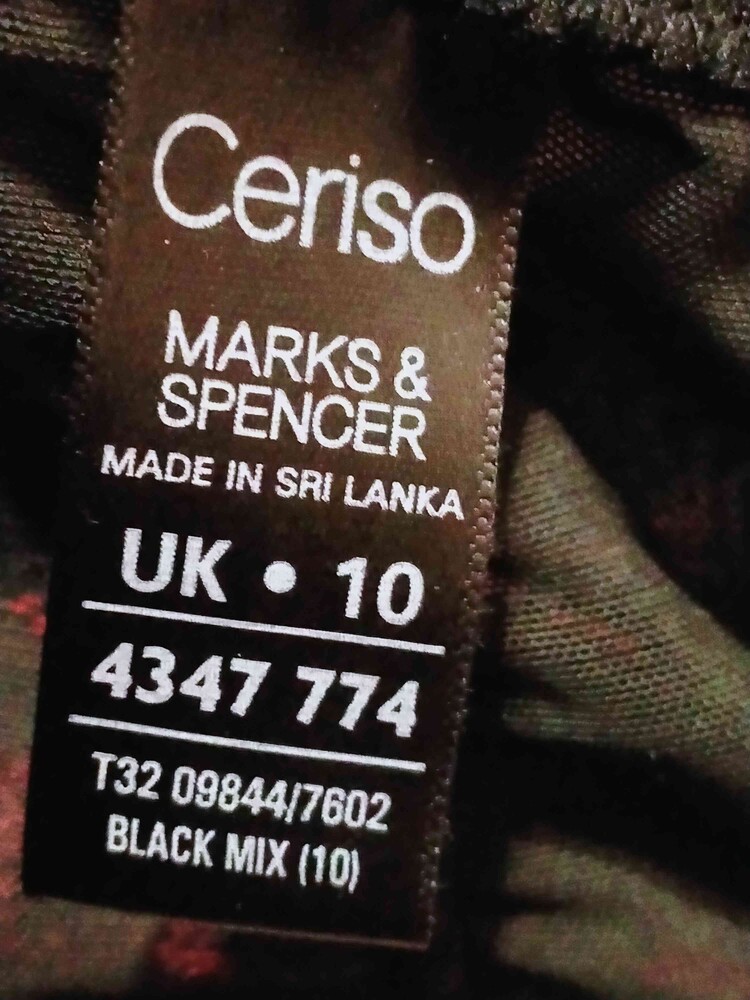 Ceriso
MARKS &
SPENCER
MADE IN SRI LANKA
UK • 10
4347 774
T32 09844/7602
BLACK MIX (10)